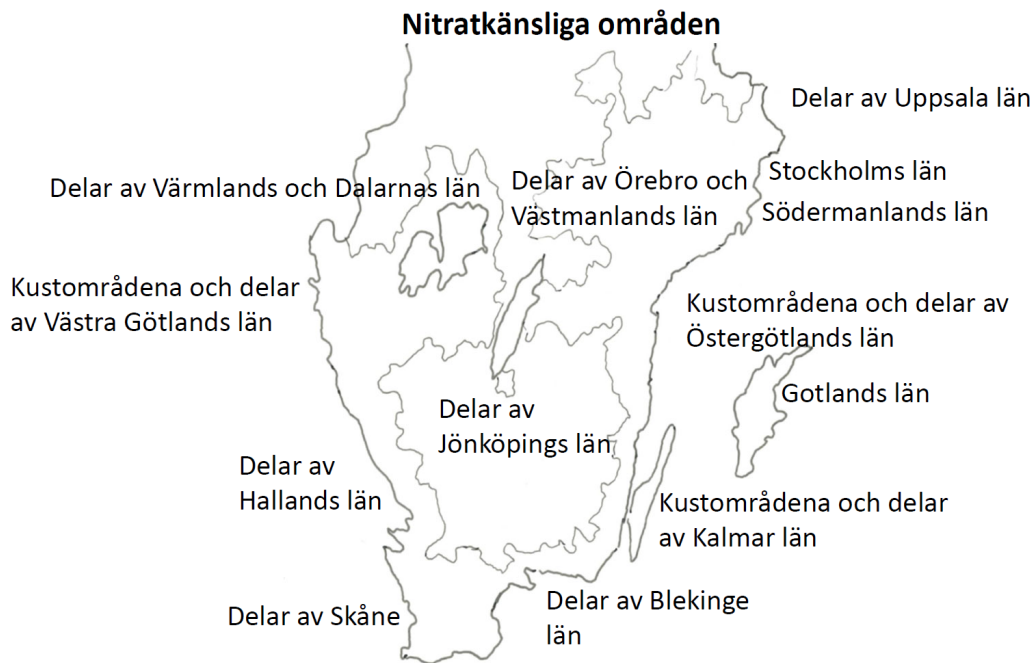 Nitratkänsliga områden
Delar av Uppsala län
Stockholms län
Delar av Värmlands och Dalarnas län
Delar av Örebro och
Västmanlands län
Södermanlands län
Kustområdena och delar
av Västra Götlands län
Kustområdena och delar av
Östergötlands län
Gotlands län
Delar av
Jönköpings län
Delar av
Hallands län
Kustområdena och delar
av Kalmar län
Delar av Skåne
Delar av Blekinge
län